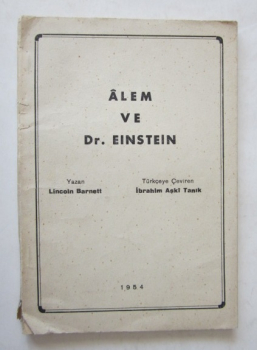 ÂLEM
VE
Dr. EINSTEIN
Yazan
Lincoln Barnett
Türkçeye Çeviren
İbrahim Aşkî Tanık
1954